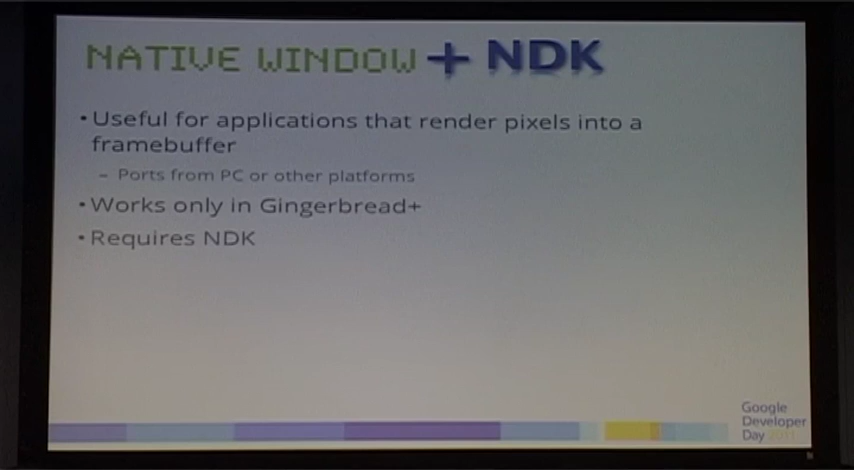 NATIVE WINDOW + NDK
• Useful for applications that render pixels into a
framebuffer
– Ports from PC or other platforms
• Works only in Gingerbread+
• Requires NDK
Google
Developer
Day 2011